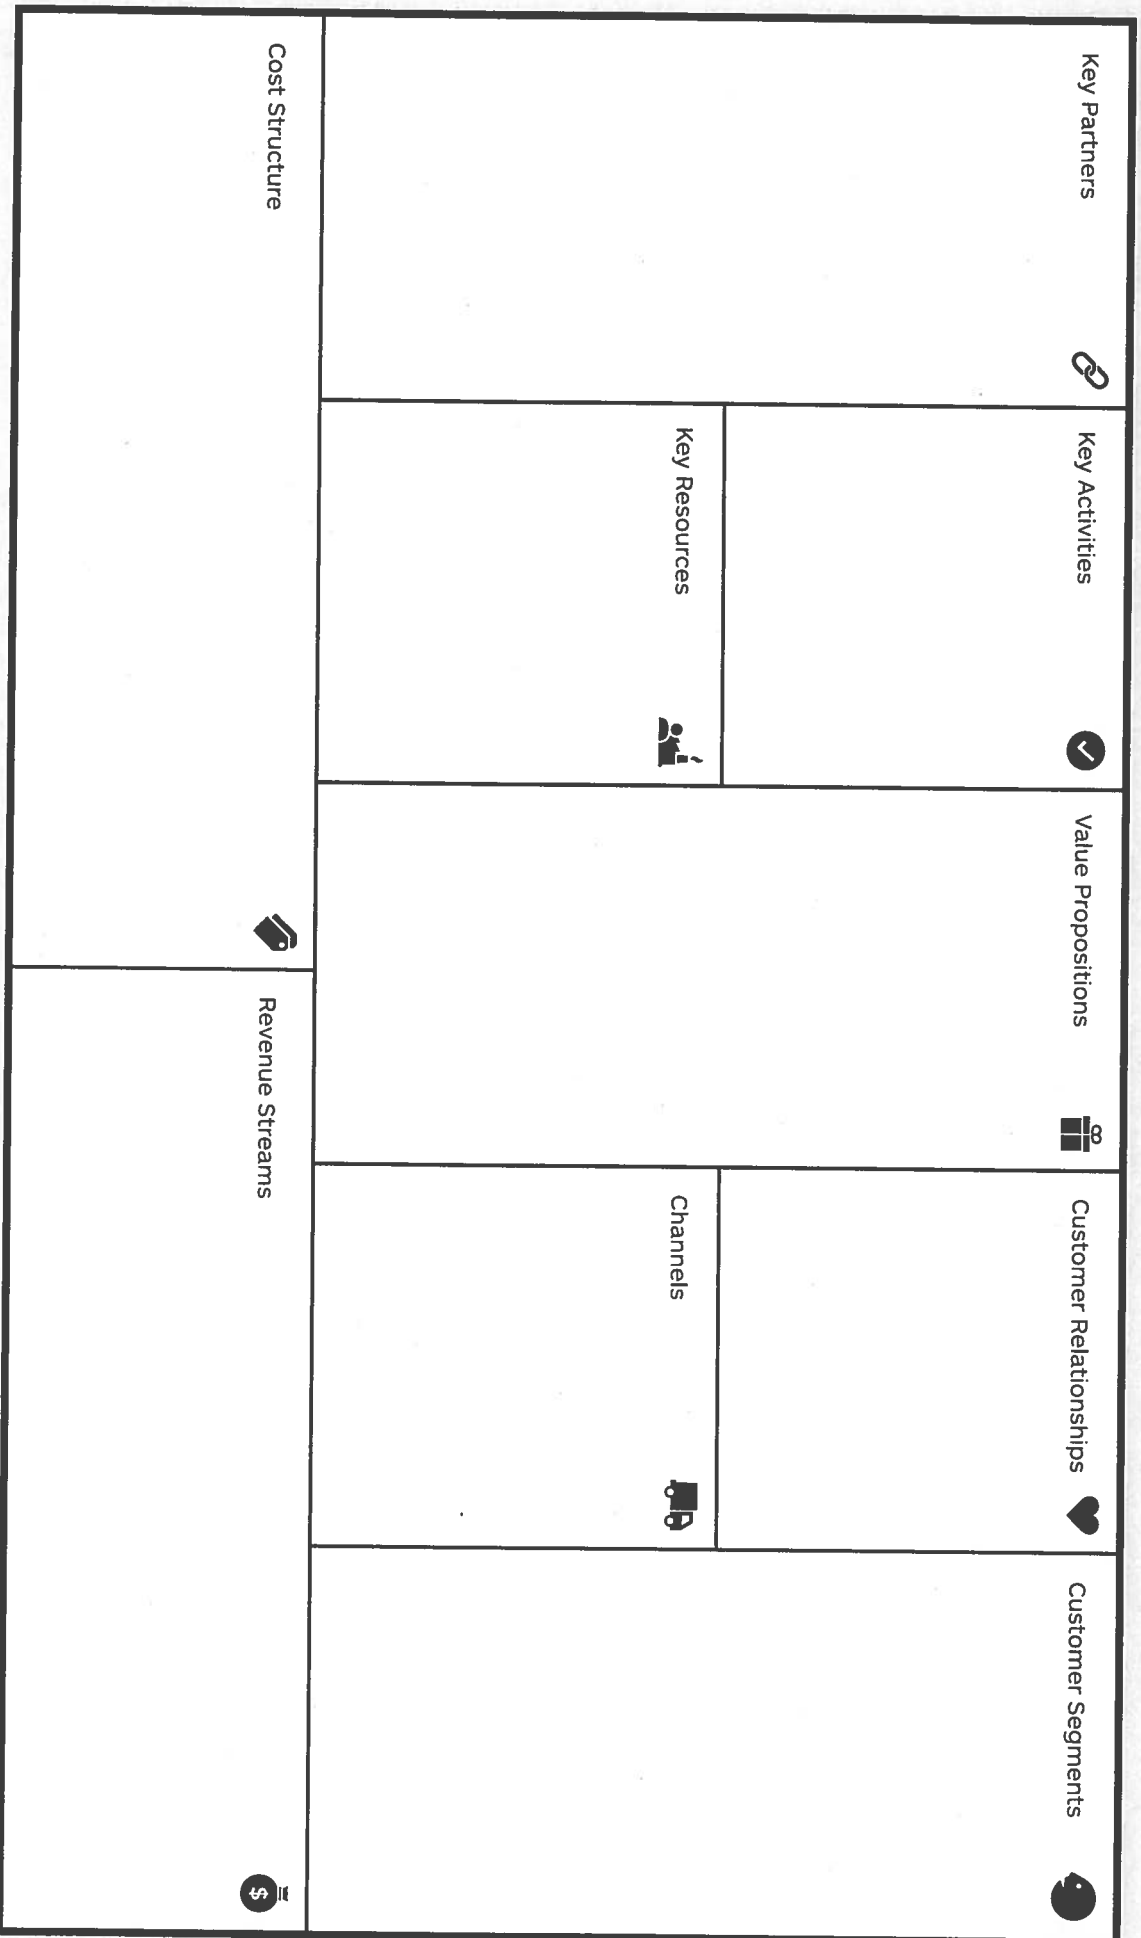 Key Partners
Key Activities
Key Resources
Value Propositions
Customer Relationships
Channels
Customer Segments
Cost Structure
Revenue Streams
$